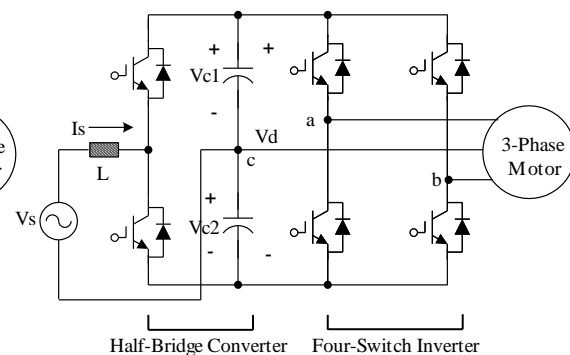 +
+
Vc1
-
a
Is
Vd
c
L
3-Phase
Motor
b
Vs
+
Vc2
-
-
Half-Bridge Converter
Four-Switch Inverter